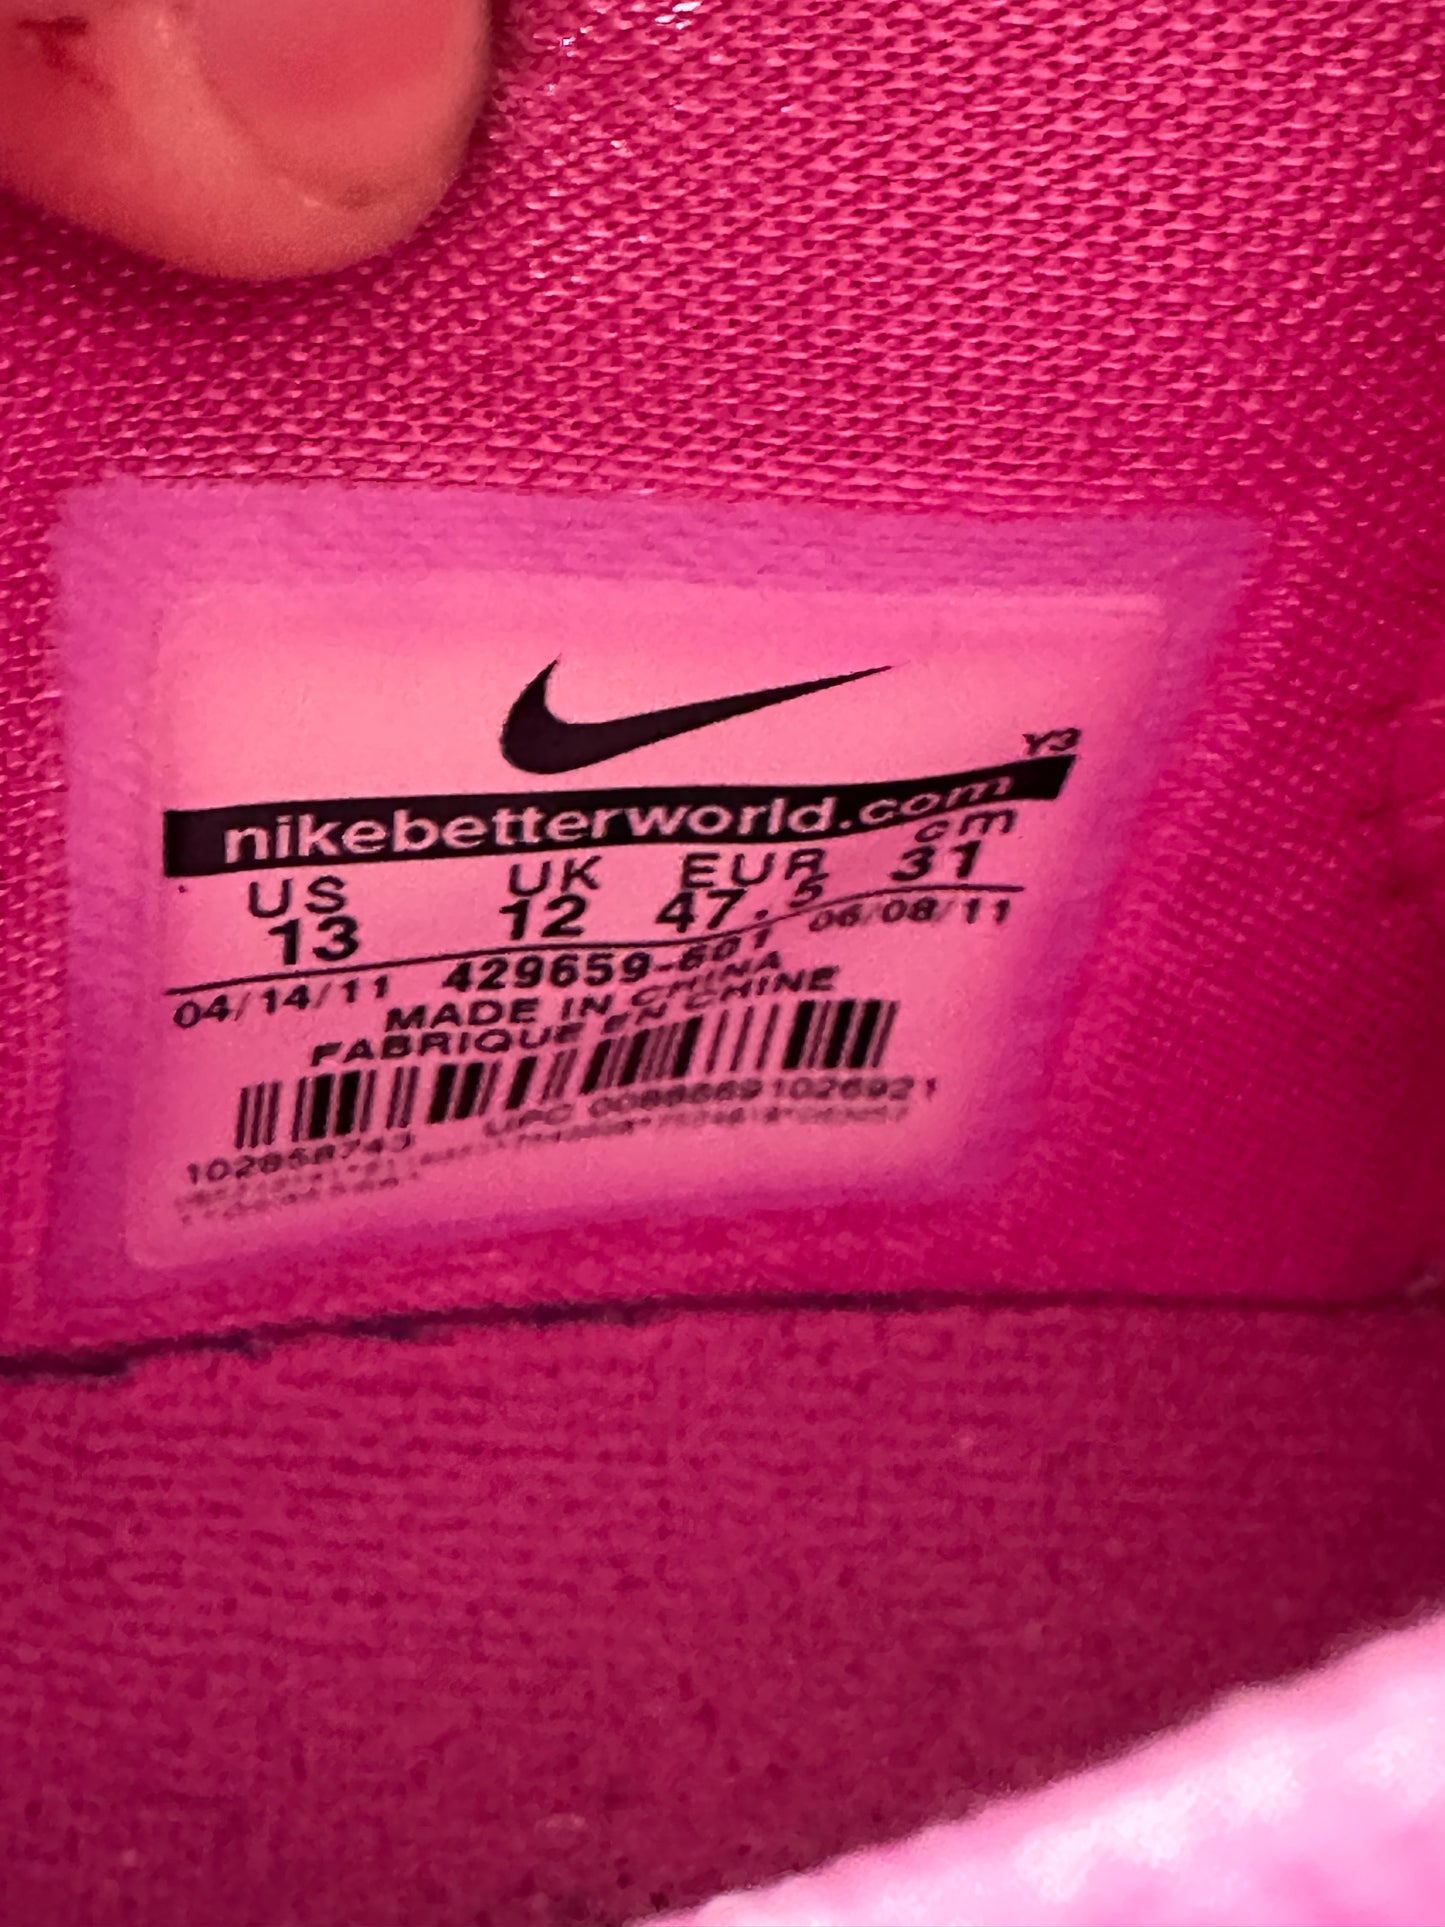 Y3
nikebetterworld.com
US UK EUR cm
13 12 47.5 31
04/14/11 429659-601 06/08/11
MADE IN CHINA
FABRIQUE EN CHINE
UPC
102858743